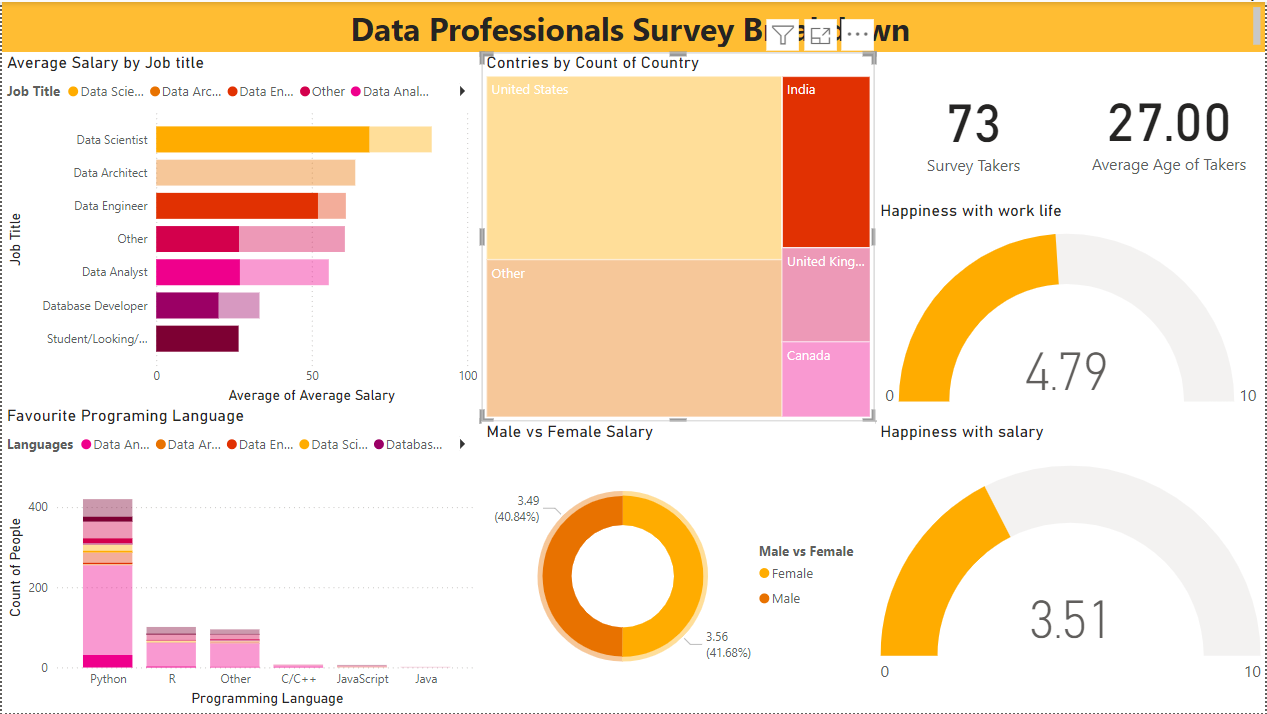 Data Professionals Survey Br wn
Average Salary by Job title
Job Title Data Scie... Data Arc... Data En... Other Data Anal...
Data Scientist
Data Architect
Data Engineer
Other
Data Analyst
Database Developer
Student/Looking/...
Job Title
0 50 100
Average of Average Salary
Contries by Count of Country
United States
India
Other
United King...
Canada
73
Survey Takers
27.00
Average Age of Takers
Happiness with work life
4.79
0 10
Favourite Programing Language
Languages Data An... Data Ar... Data En... Data Sci... Databas...
400
200
0
Count of People
Python R Other C/C++ JavaScript Java
Programming Language
Male vs Female Salary
3.49
(40.84%)
3.56
(41.68%)
Male vs Female
Female
Male
Happiness with salary
3.51
0 10